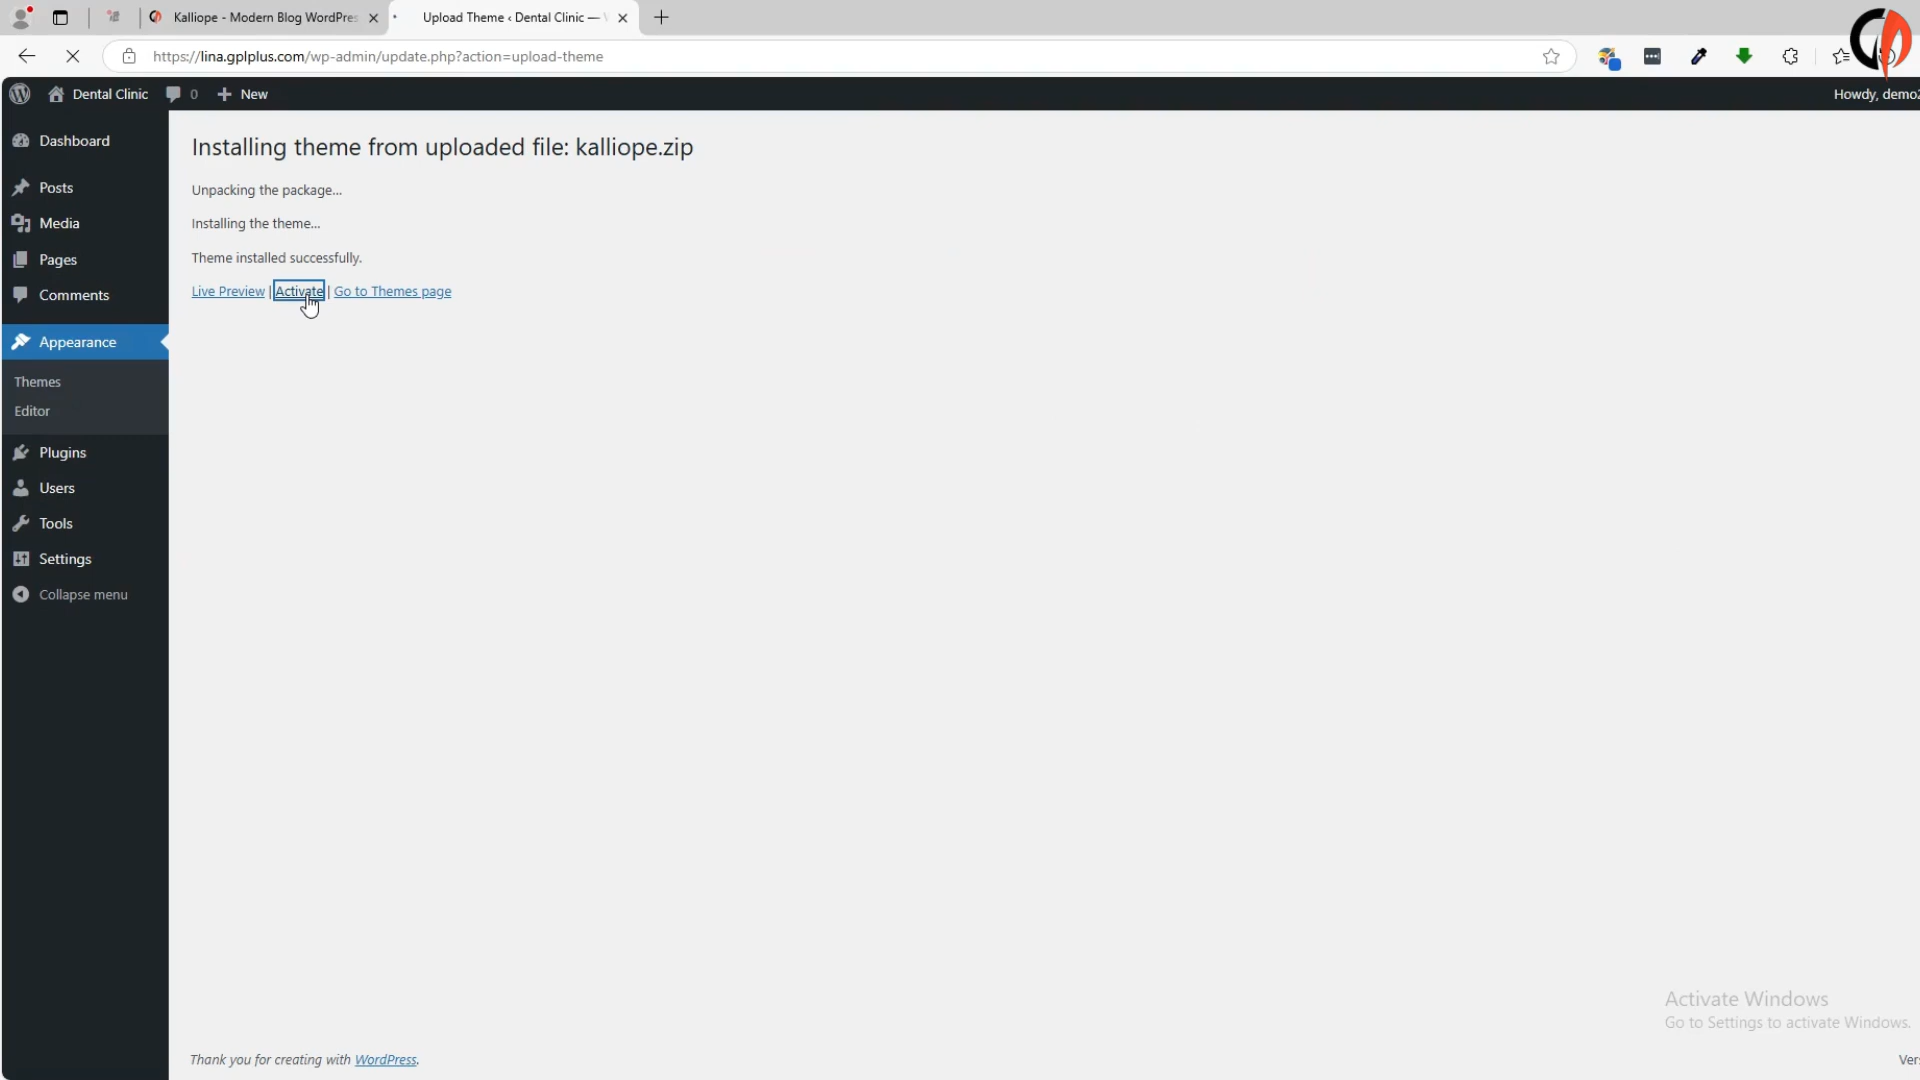 Kalliope - Modern Blog WordPres
Upload Theme ‹ Dental Clinic —
https://lina.gplplus.com/wp-admin/update.php?action=upload-theme
Dental Clinic
0
New
Howdy, demo2
Dashboard
Posts
Media
Pages
Comments
Appearance
Themes
Editor
Plugins
Users
Tools
Settings
Collapse menu
Installing theme from uploaded file: kalliope.zip
Unpacking the package...
Installing the theme...
Theme installed successfully.
Live Preview | Activate | Go to Themes page
Activate Windows
Go to Settings to activate Windows.
Thank you for creating with WordPress.
Ver